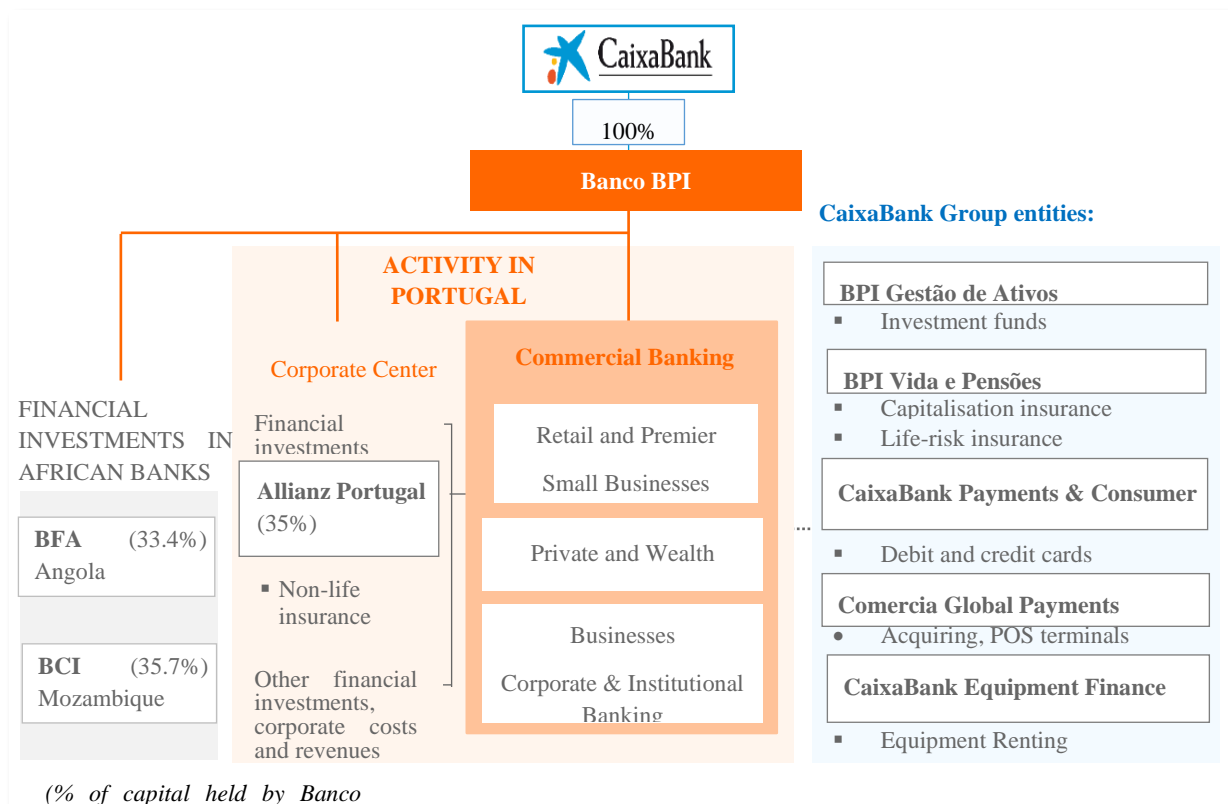 CaixaBank
100%
Banco BPI
CaixaBank Group entities:
ACTIVITY IN
PORTUGAL
FINANCIAL
INVESTMENTS IN
AFRICAN BANKS
BFA (33.4%)
Angola
BCI (35.7%)
Mozambique
Corporate Center
Financial
investments
Allianz Portugal
(35%)
▪ Non-life
insurance
Other financial
investments,
corporate costs
and revenues
Commercial Banking
Retail and Premier
Small Businesses
Private and Wealth
Businesses
Corporate & Institutional
Banking
BPI Gestão de Ativos
▪ Investment funds
BPI Vida e Pensões
▪ Capitalisation insurance
▪ Life-risk insurance
CaixaBank Payments & Consumer
▪ Debit and credit cards
Comercia Global Payments
• Acquiring, POS terminals
CaixaBank Equipment Finance
▪ Equipment Renting
(% of capital held by Banco